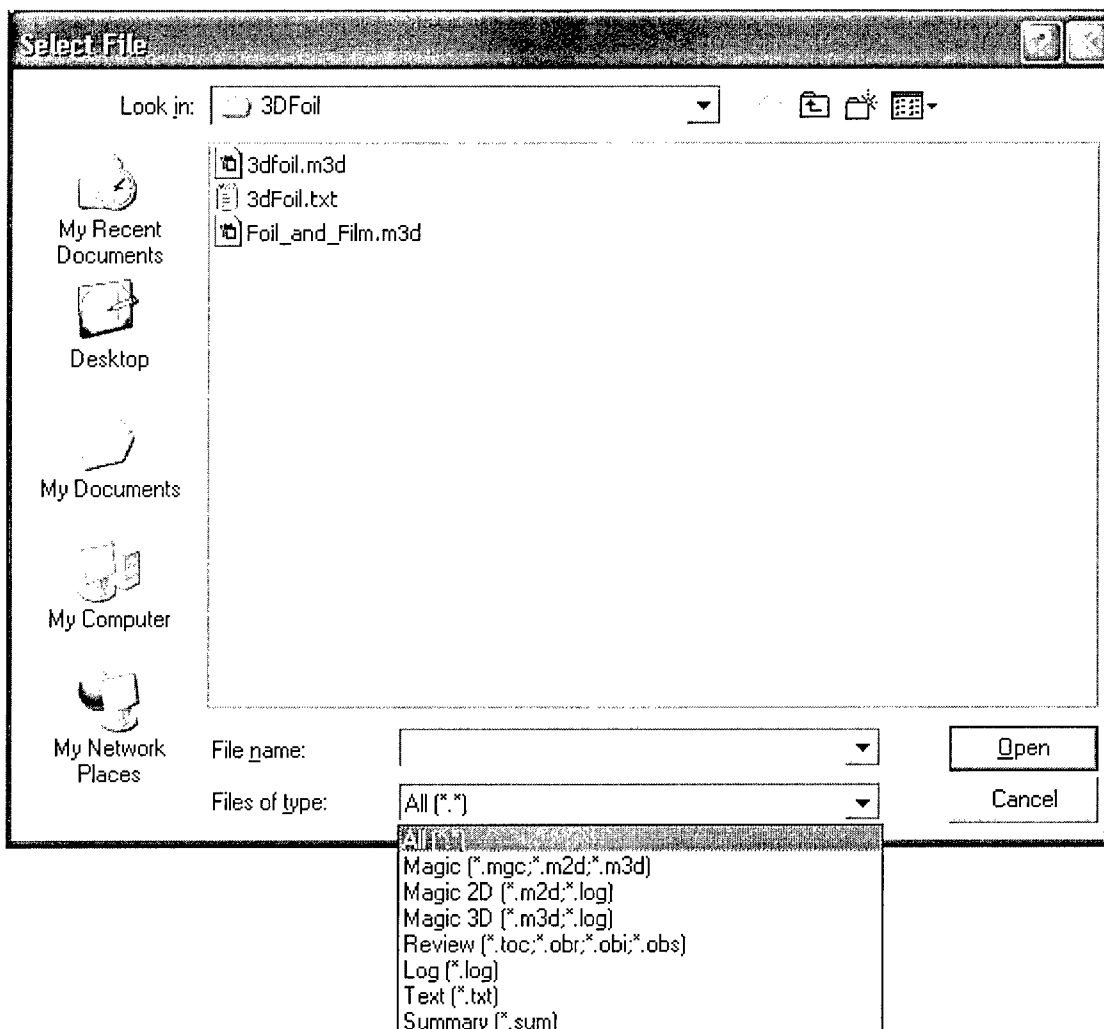 Select File
Look in: 3DFoil
3dfoil.m3d
3dFoil.txt
Foil_and_Film.m3d
My Recent
Documents
Desktop
My Documents
My Computer
My Network
Places
File name:
Open
Files of type: All (*.*)
Cancel
All (*.*)
Magic (*.mgc;*.m2d;*.m3d)
Magic 2D (*.m2d;*.log)
Magic 3D (*.m3d;*.log)
Review (*.toc;*.obr;*.obi;*.obs)
Log (*.log)
Text (*.txt)
Summary (*.sum)